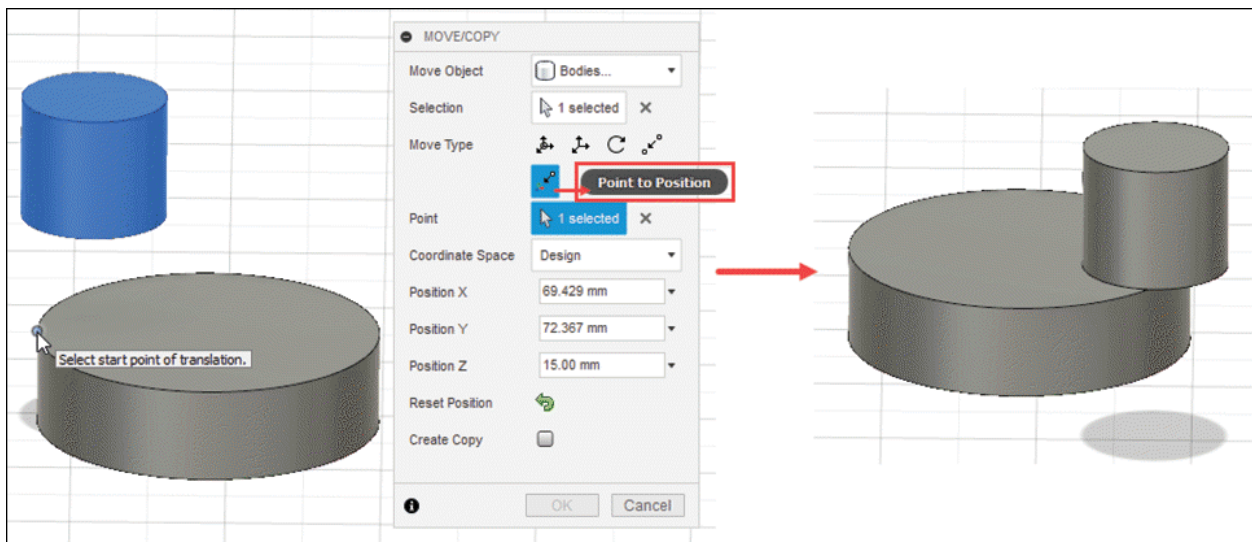 MOVE/COPY
Move Object Bodies...
Selection 1 selected
Move Type
Point to Position
Point 1 selected
Coordinate Space Design
Position X 69.429 mm
Position Y 72.367 mm
Select start point of translation.
Position Z 15.00 mm
Reset Position
Create Copy
OK Cancel